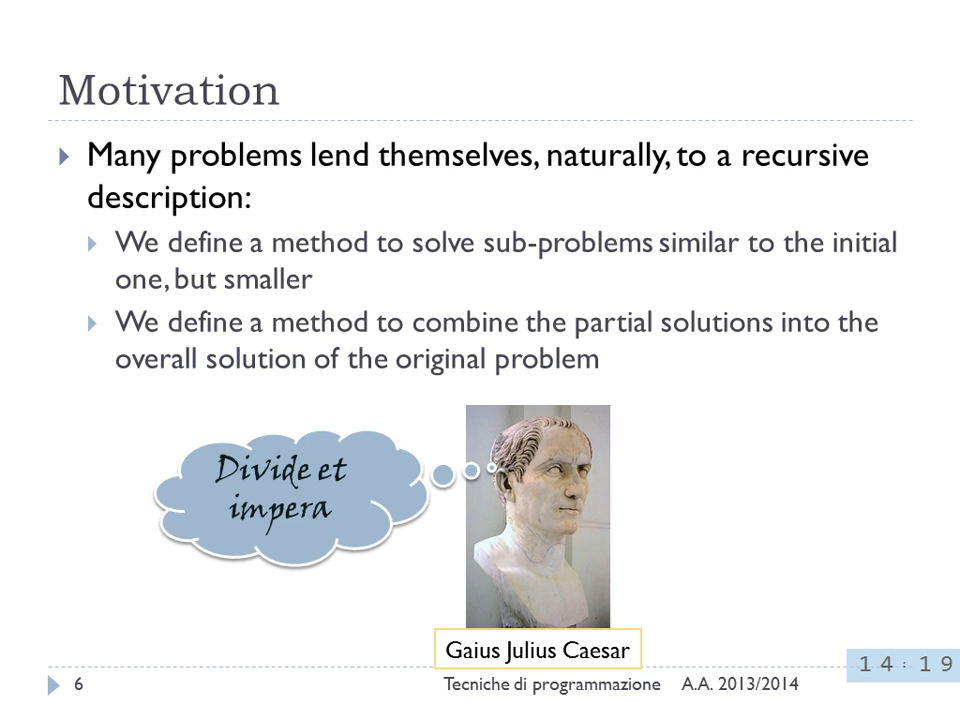 Motivation
Many problems lend themselves, naturally, to a recursive
description:
We define a method to solve sub-problems similar to the initial
one, but smaller
We define a method to combine the partial solutions into the
overall solution of the original problem
Divide et
impera
Gaius Julius Caesar
14:19
6 Tecniche di programmazione A.A. 2013/2014